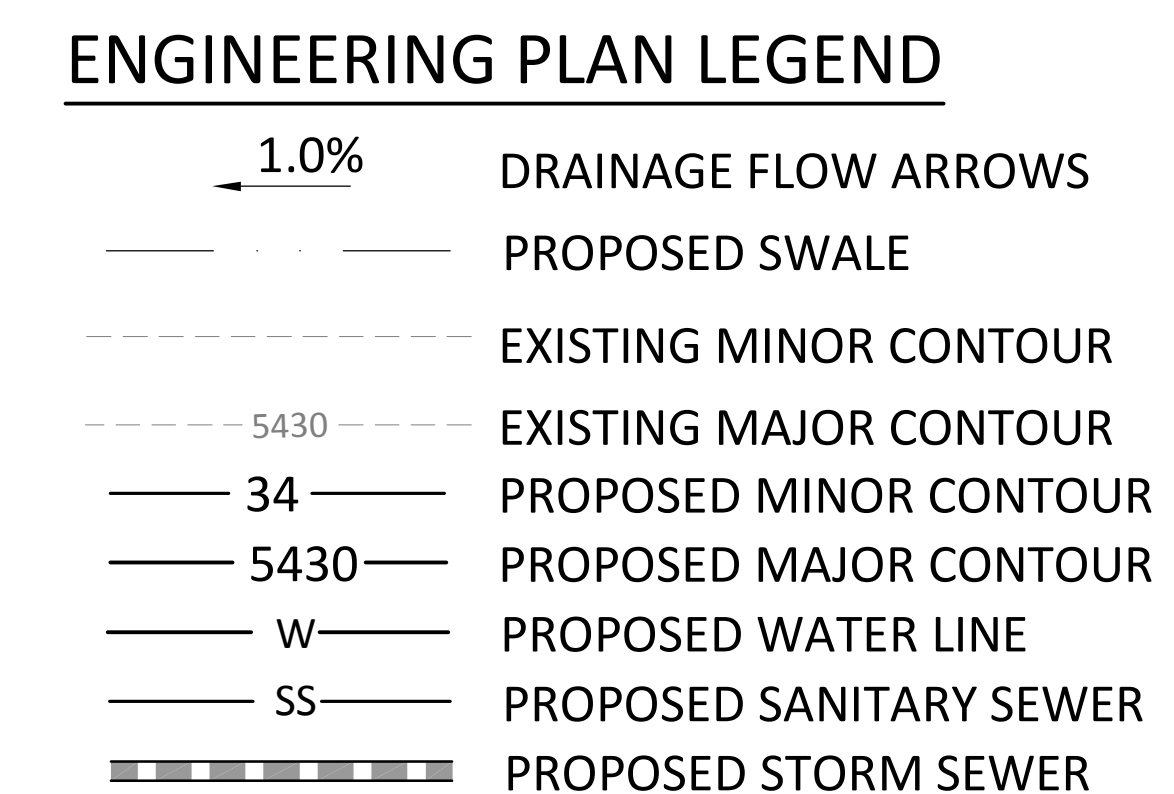 ENGINEERING PLAN LEGEND
1.0% DRAINAGE FLOW ARROWS
PROPOSED SWALE
EXISTING MINOR CONTOUR
5430 EXISTING MAJOR CONTOUR
34 PROPOSED MINOR CONTOUR
5430 PROPOSED MAJOR CONTOUR
W PROPOSED WATER LINE
SS PROPOSED SANITARY SEWER
PROPOSED STORM SEWER